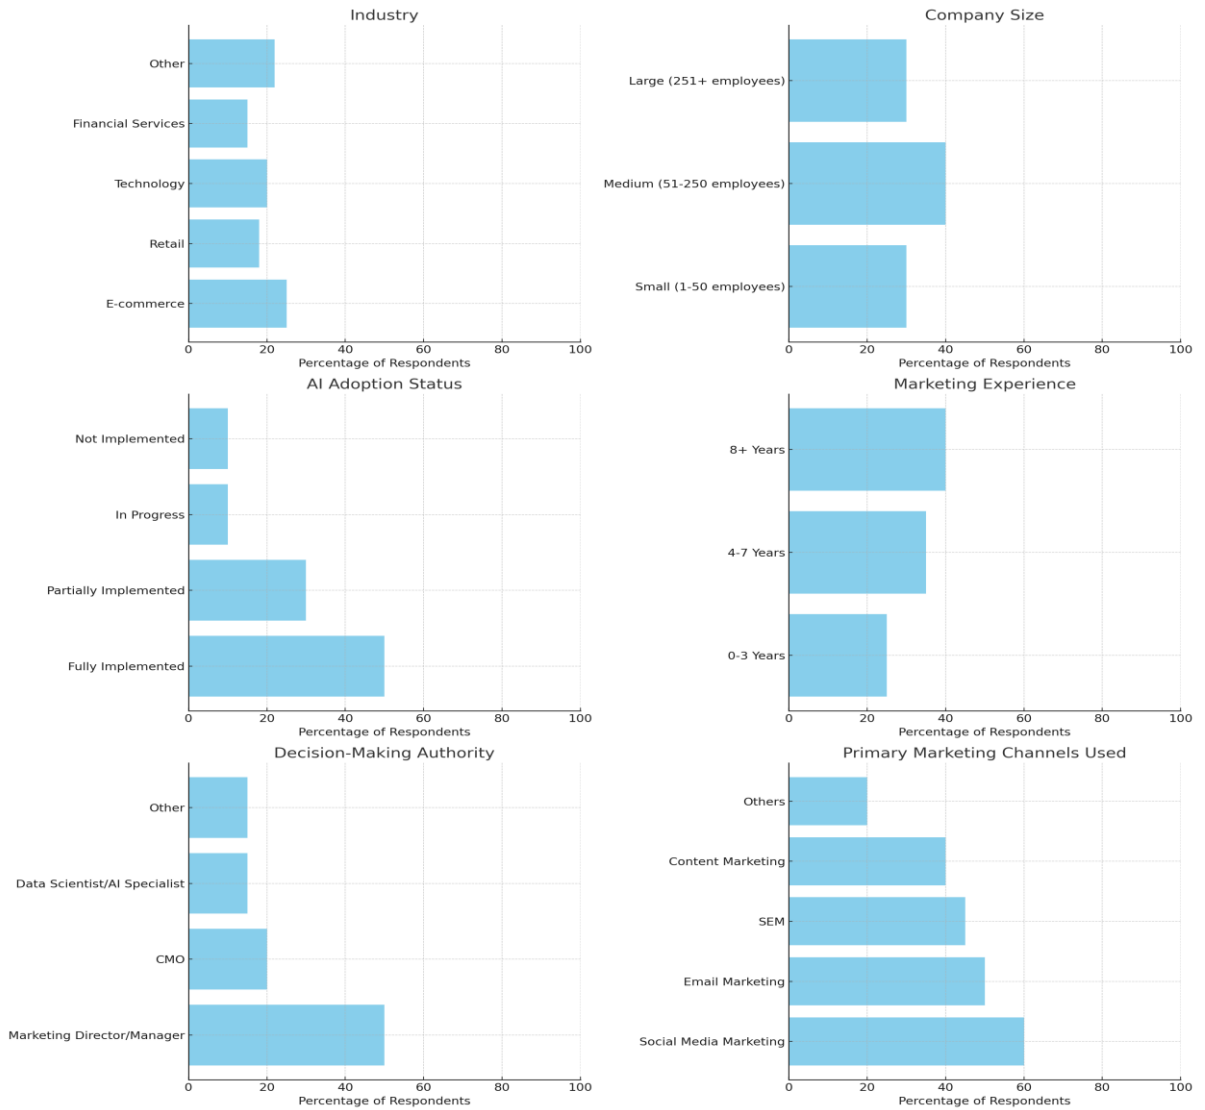 Industry
Other
Financial Services
Technology
Retail
E-commerce
0 20 40 60 80 100
Percentage of Respondents
Company Size
Large (251+ employees)
Medium (51-250 employees)
Small (1-50 employees)
0 20 40 60 80 100
Percentage of Respondents
AI Adoption Status
Not Implemented
In Progress
Partially Implemented
Fully Implemented
0 20 40 60 80 100
Percentage of Respondents
Marketing Experience
8+ Years
4-7 Years
0-3 Years
0 20 40 60 80 100
Percentage of Respondents
Decision-Making Authority
Other
Data Scientist/AI Specialist
CMO
Marketing Director/Manager
0 20 40 60 80 100
Percentage of Respondents
Primary Marketing Channels Used
Others
Content Marketing
SEM
Email Marketing
Social Media Marketing
0 20 40 60 80 100
Percentage of Respondents